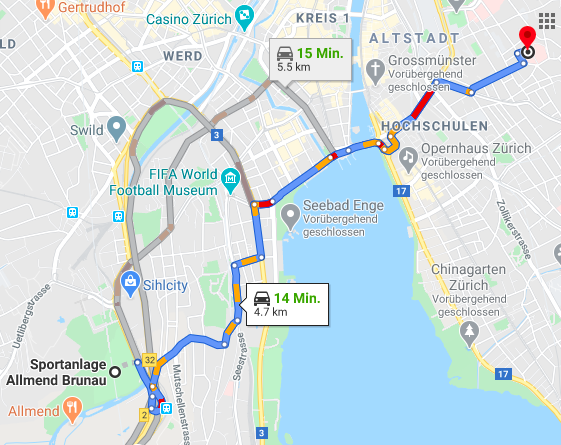 Gertrudhof
Casino Zürich
KREIS 1
ALTSTADT
WERD
15 Min.
5.5 km
Grossmünster
Vorübergehend
geschlossen
Swild
3
HOCHSCHULEN
Opernhaus Zürich
Vorübergehend
geschlossen
FIFA World
Football Museum
17
Seebad Enge
Vorübergehend
geschlossen
Zollikerstrasse
Uetlibergstrasse
Sihlcity
Chinagarten
Zürich
Vorübergehend
geschlossen
14 Min.
4.7 km
Seestrasse
Sportanlage
Allmend Brunau
32
Mutschellenstrasse
17
3
Allmend
2